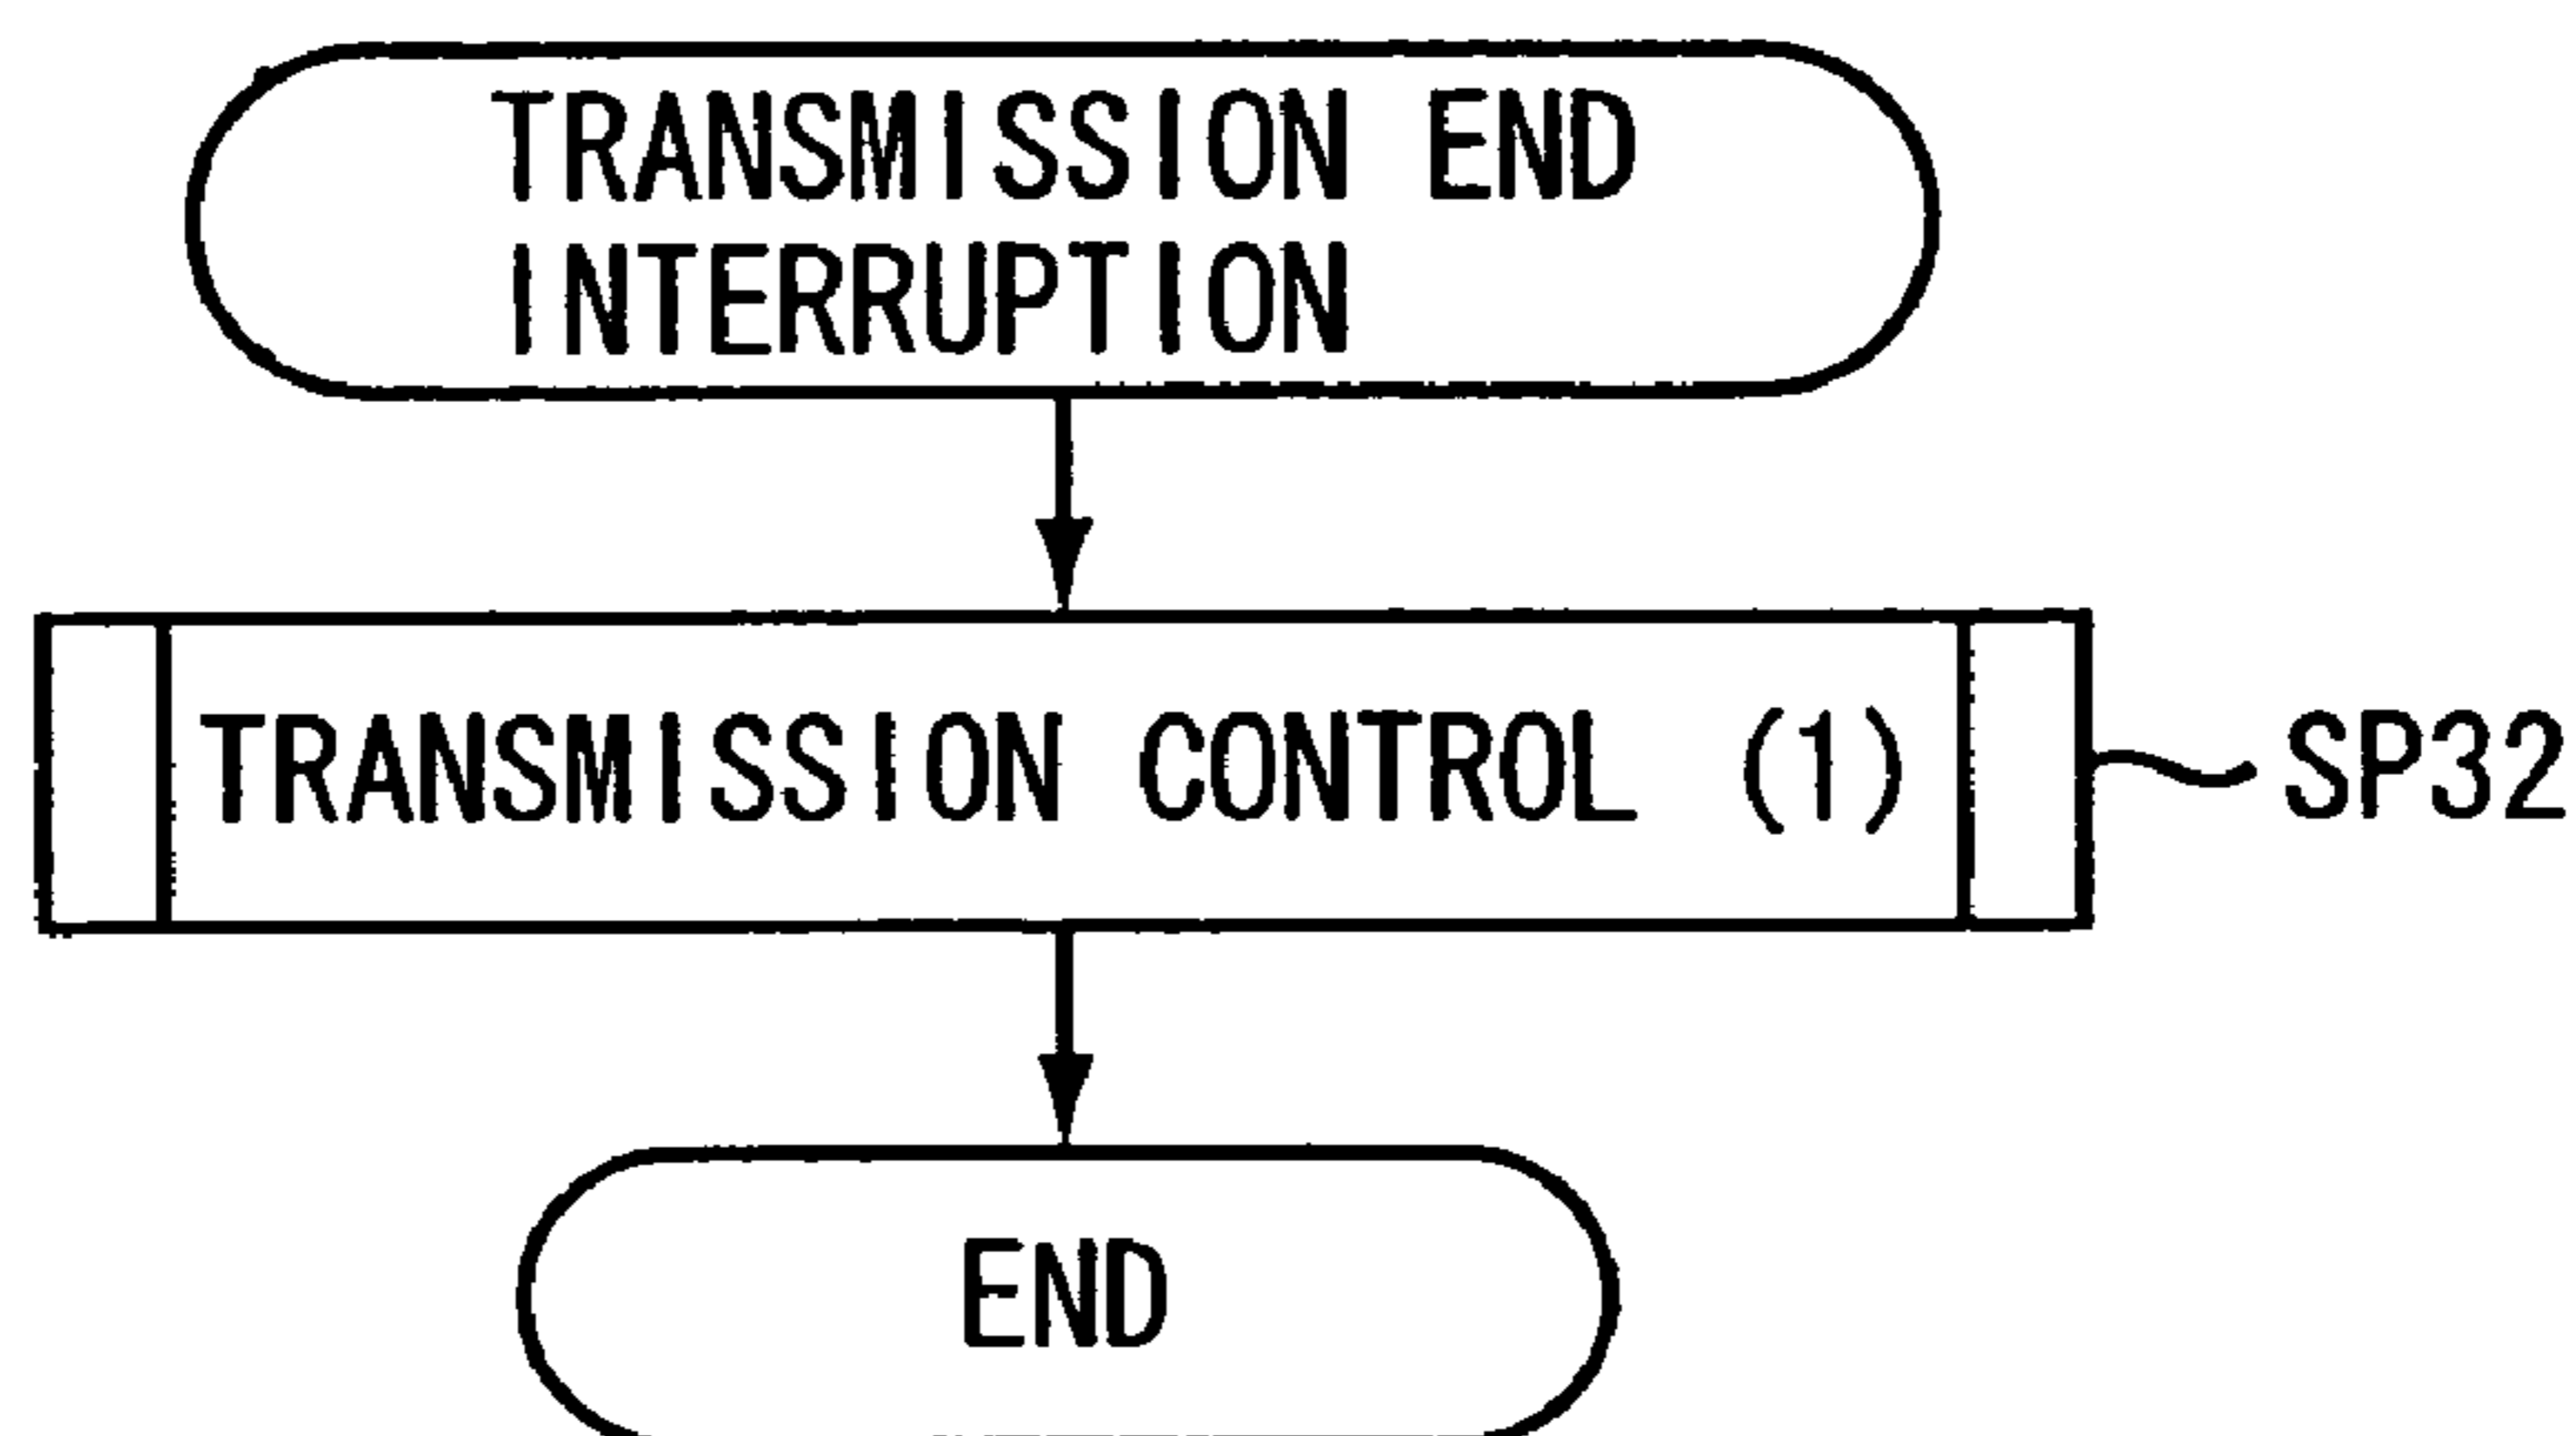 TRANSMISSION END
INTERRUPTION
TRANSMISSION CONTROL (1)
SP32
END